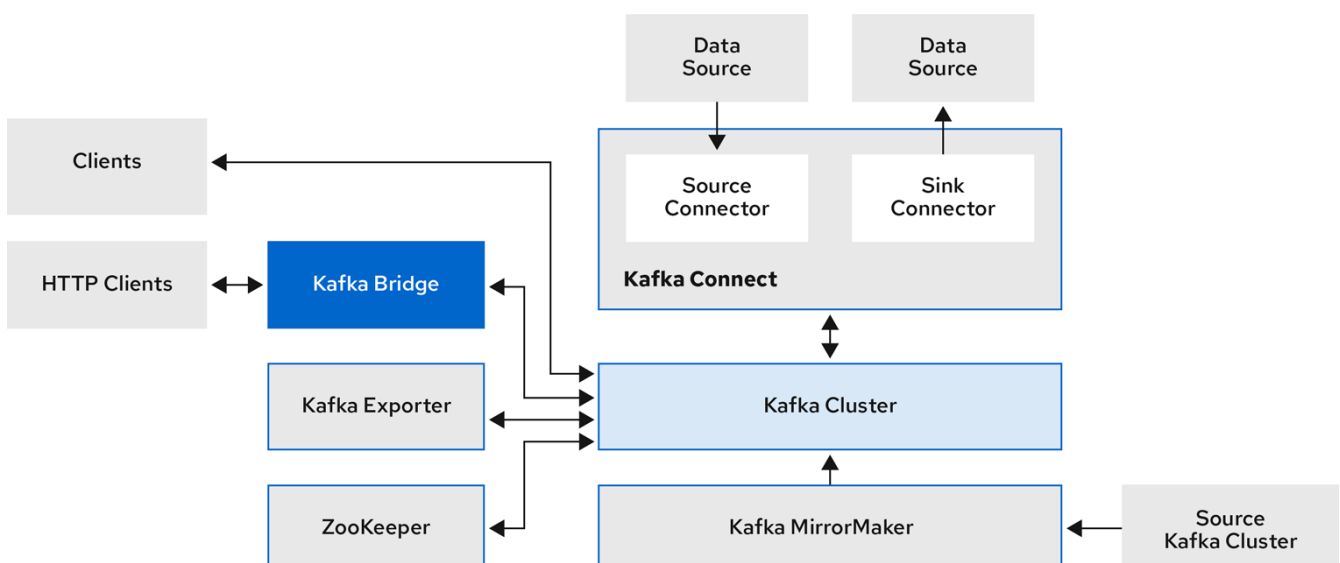 Data
Source
Data
Source
Clients
Source
Connector
Sink
Connector
HTTP Clients
Kafka Bridge
Kafka Connect
Kafka Exporter
Kafka Cluster
ZooKeeper
Kafka MirrorMaker
Source
Kafka Cluster